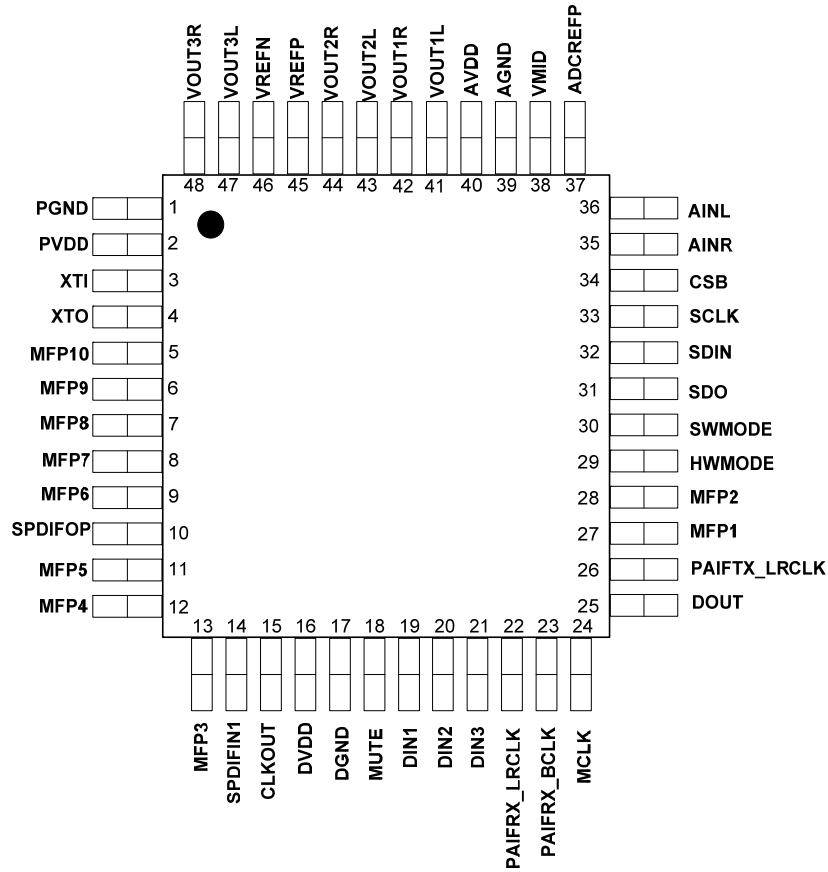 VOUT3R
VOUT3L
VREFN
VREFP
VOUT2R
VOUT2L
VOUT1R
VOUT1L
AVDD
AGND
VMID
ADCREFP
48 47 46 45 44 43 42 41 40 39 38 37
PGND 1
PVDD 2
XTI 3
XTO 4
MFP10 5
MFP9 6
MFP8 7
MFP7 8
MFP6 9
SPDIFOP 10
MFP5 11
MFP4 12
36 AINL
35 AINR
34 CSB
33 SCLK
32 SDIN
31 SDO
30 SWMODE
29 HWMODE
28 MFP2
27 MFP1
26 PAIFTX_LRCLK
25 DOUT
13 14 15 16 17 18 19 20 21 22 23 24
MFP3
SPDIFIN1
CLKOUT
DVDD
DGND
MUTE
DIN1
DIN2
DIN3
PAIFRX_LRCLK
PAIFRX_BCLK
MCLK